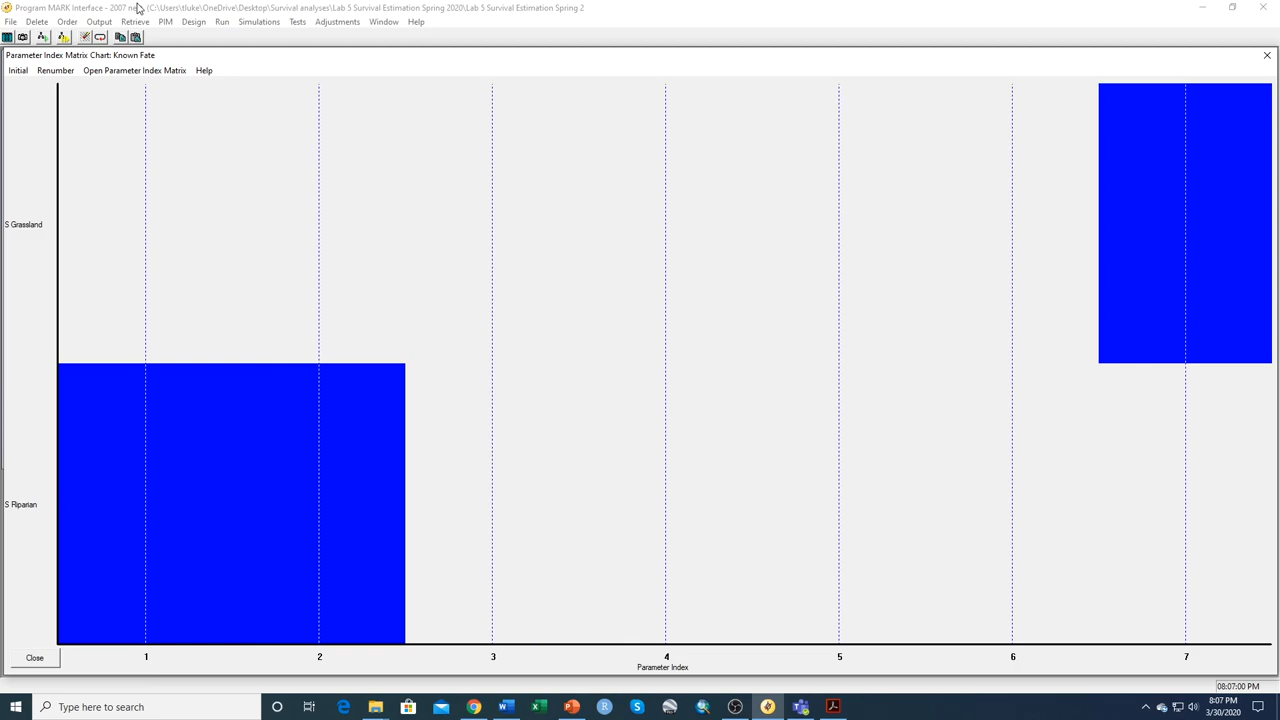 Program MARK Interface - 2007 ne (C:\Users\tluke\OneDrive\Desktop\Survival analyses\Lab 5 Survival Estimation Spring 2020\Lab 5 Survival Estimation Spring 2
File Delete Order Output Retrieve PIM Design Run Simulations Tests Adjustments Window Help
Parameter Index Matrix Chart: Known Fate
Initial Renumber Open Parameter Index Matrix Help
S Grassland
S Riparian
1 2 3 4 5 6 7
Close
Parameter Index
08:07:00 PM
Type here to search
8:07 PM
3/30/2020